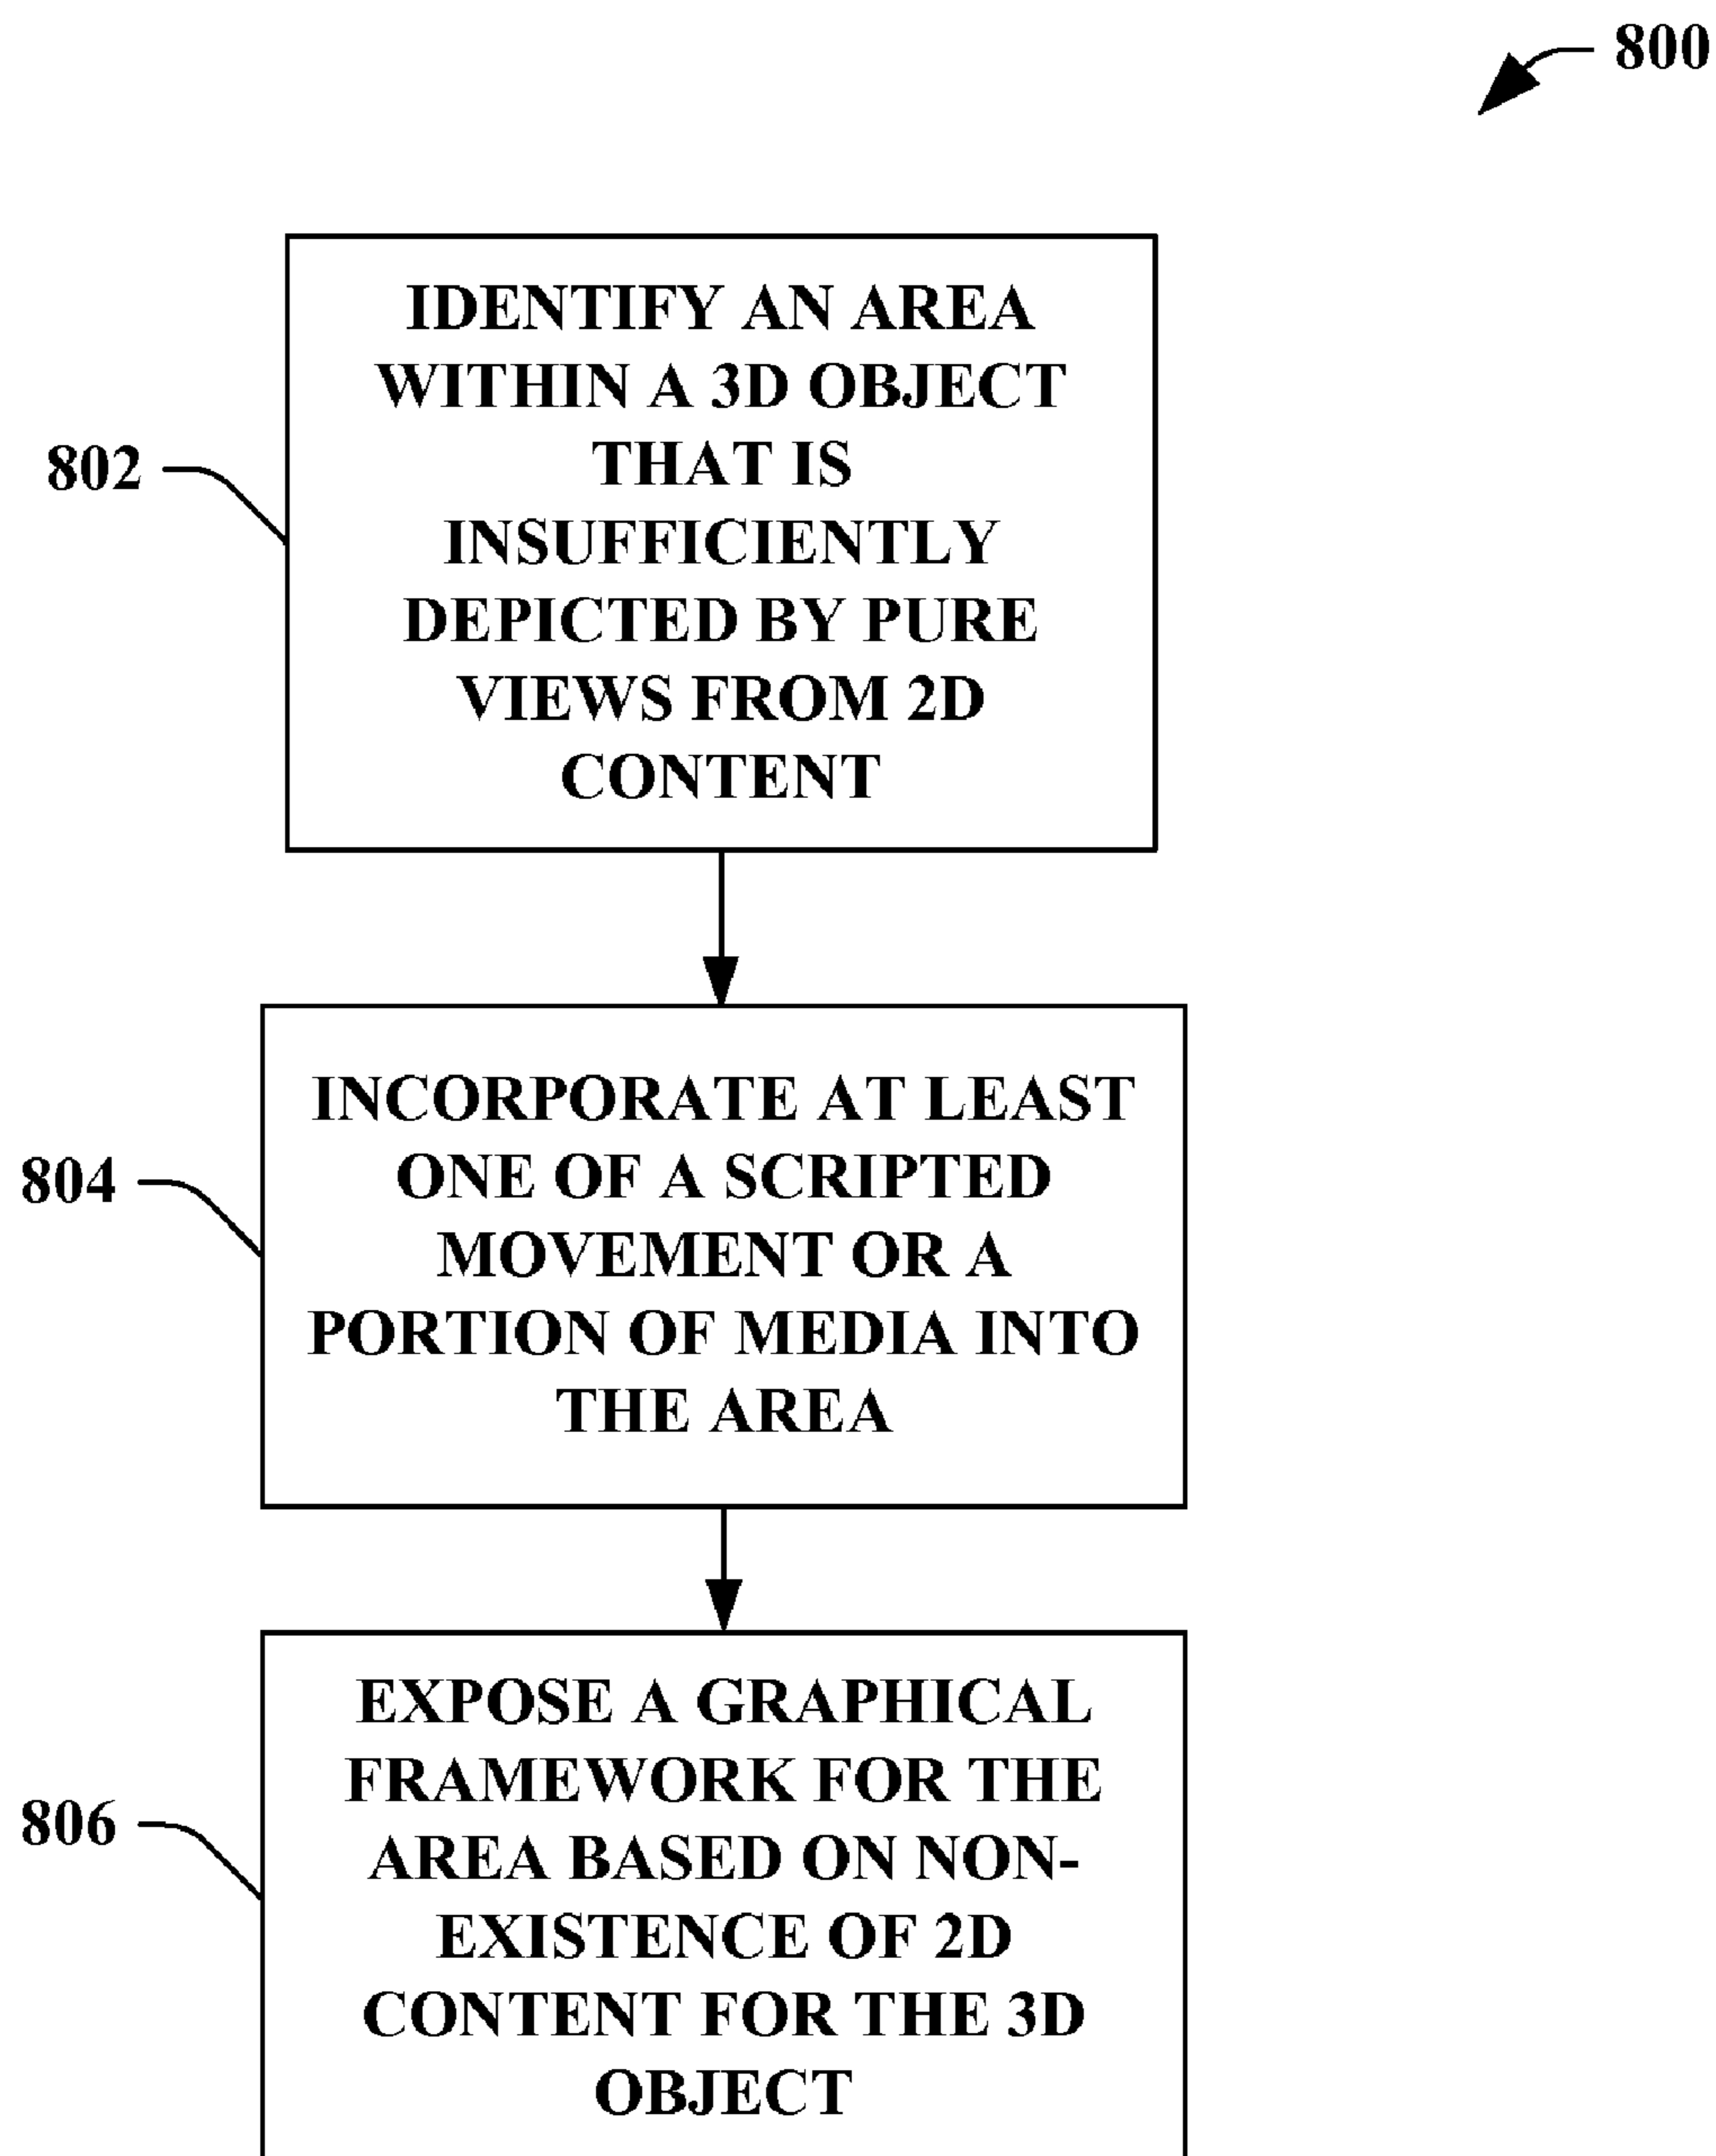 800
802
IDENTIFY AN AREA
WITHIN A 3D OBJECT
THAT IS
INSUFFICIENTLY
DEPICTED BY PURE
VIEWS FROM 2D
CONTENT
804
INCORPORATE AT LEAST
ONE OF A SCRIPTED
MOVEMENT OR A
PORTION OF MEDIA INTO
THE AREA
806
EXPOSE A GRAPHICAL
FRAMEWORK FOR THE
AREA BASED ON NON-
EXISTENCE OF 2D
CONTENT FOR THE 3D
OBJECT